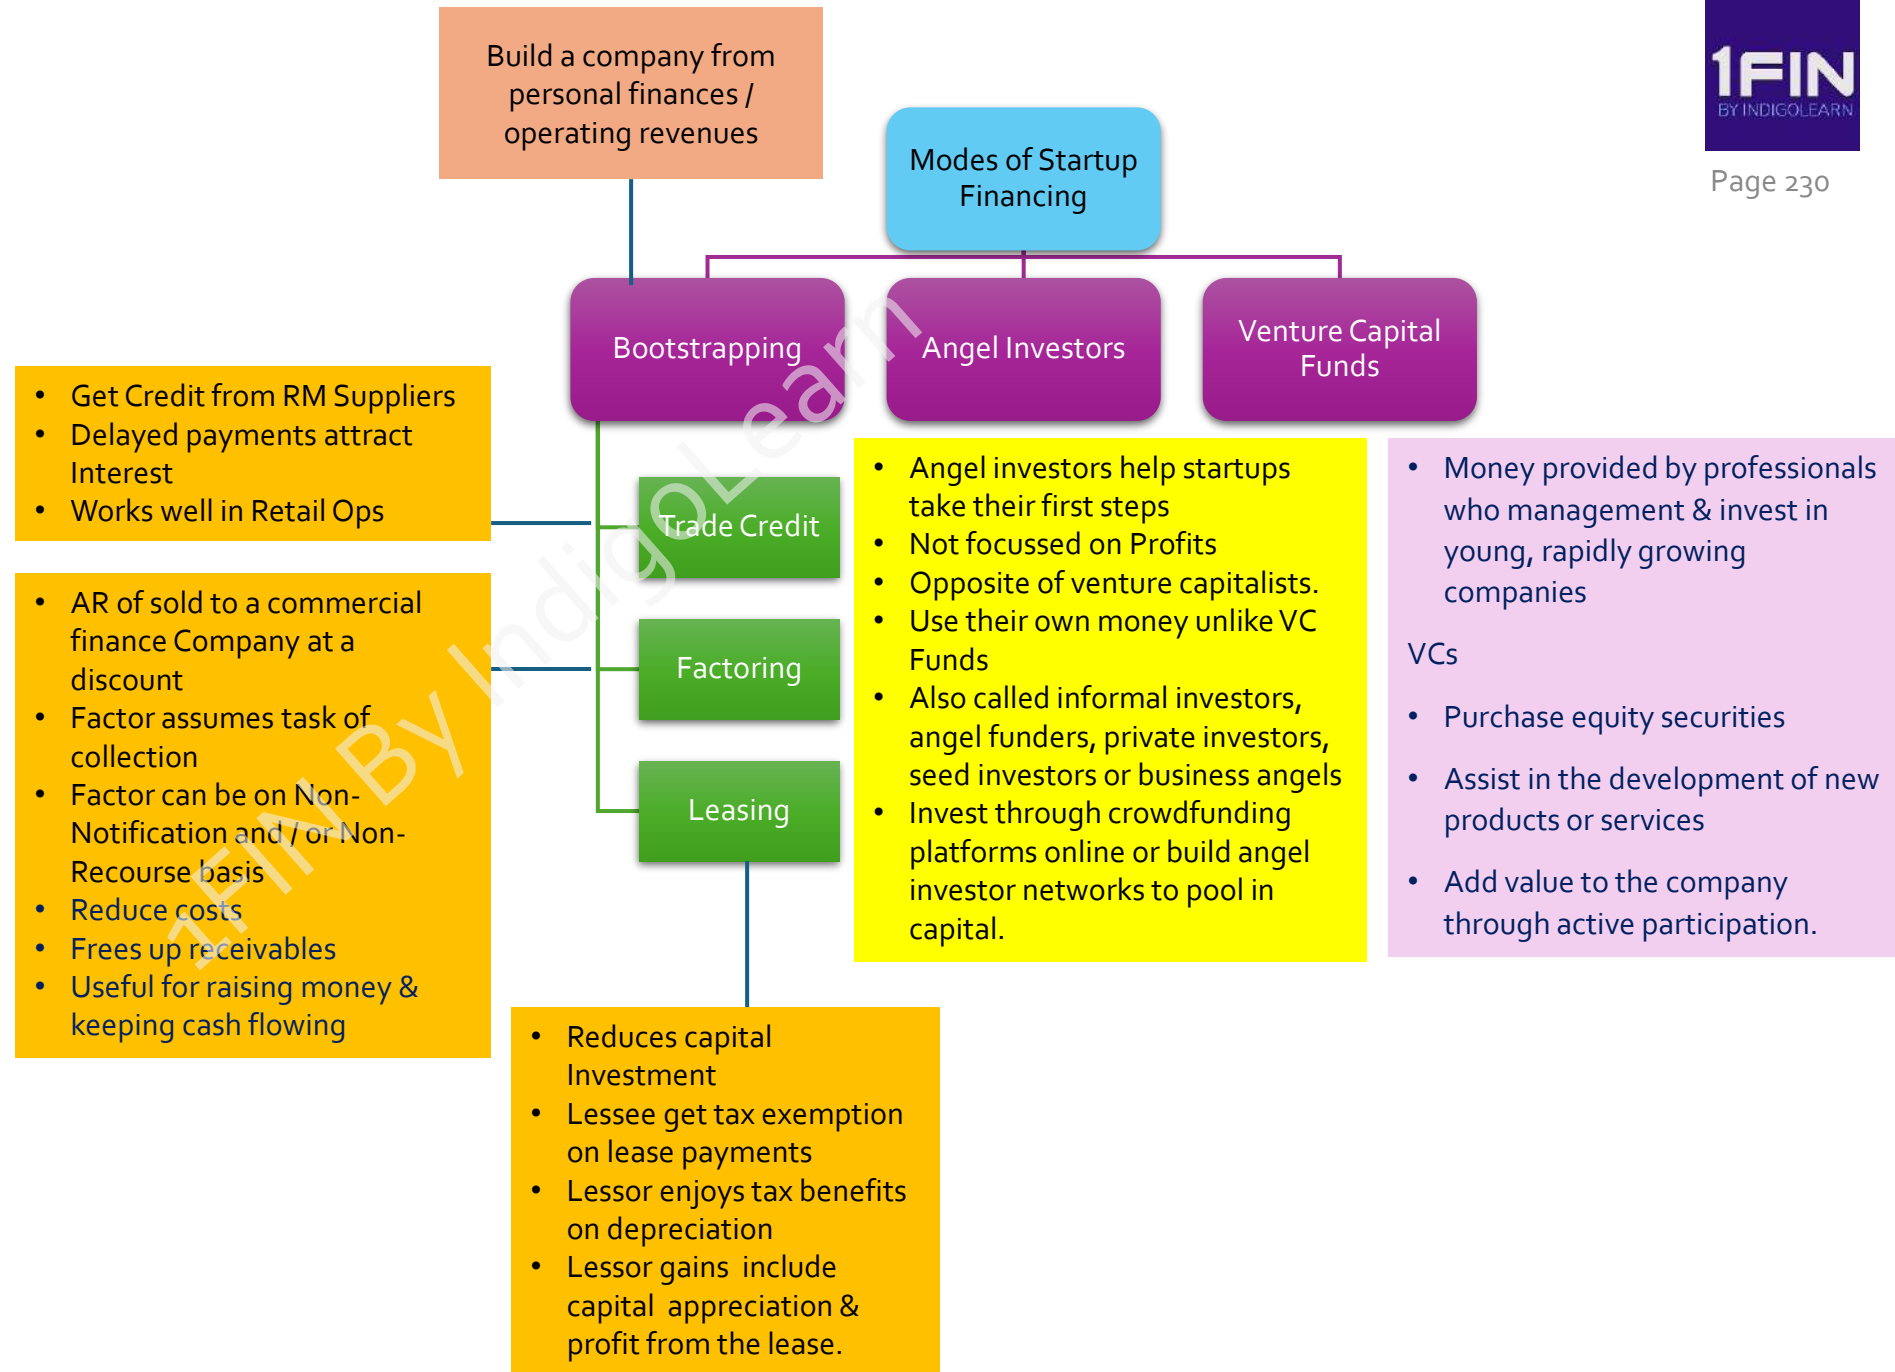 Build a company from
personal finances /
operating revenues
Modes of Startup
Financing
1FIN
BY INDIGOLEARN
Page 230
Bootstrapping
Angel Investors
Venture Capital
Funds
• Get Credit from RM Suppliers
• Delayed payments attract
Interest
• Works well in Retail Ops
Trade Credit
• AR of sold to a commercial
finance Company at a
discount
• Factor assumes task of
collection
• Factor can be on Non-
Notification and / or Non-
Recourse basis
• Reduce costs
• Frees up receivables
• Useful for raising money &
keeping cash flowing
Factoring
Leasing
• Reduces capital
Investment
• Lessee get tax exemption
on lease payments
• Lessor enjoys tax benefits
on depreciation
• Lessor gains include
capital appreciation &
profit from the lease.
• Angel investors help startups
take their first steps
• Not focussed on Profits
• Opposite of venture capitalists.
• Use their own money unlike VC
Funds
• Also called informal investors,
angel funders, private investors,
seed investors or business angels
• Invest through crowdfunding
platforms online or build angel
investor networks to pool in
capital.
• Money provided by professionals
who management & invest in
young, rapidly growing
companies
VCs
• Purchase equity securities
• Assist in the development of new
products or services
• Add value to the company
through active participation.
1FIN By IndigoLearn